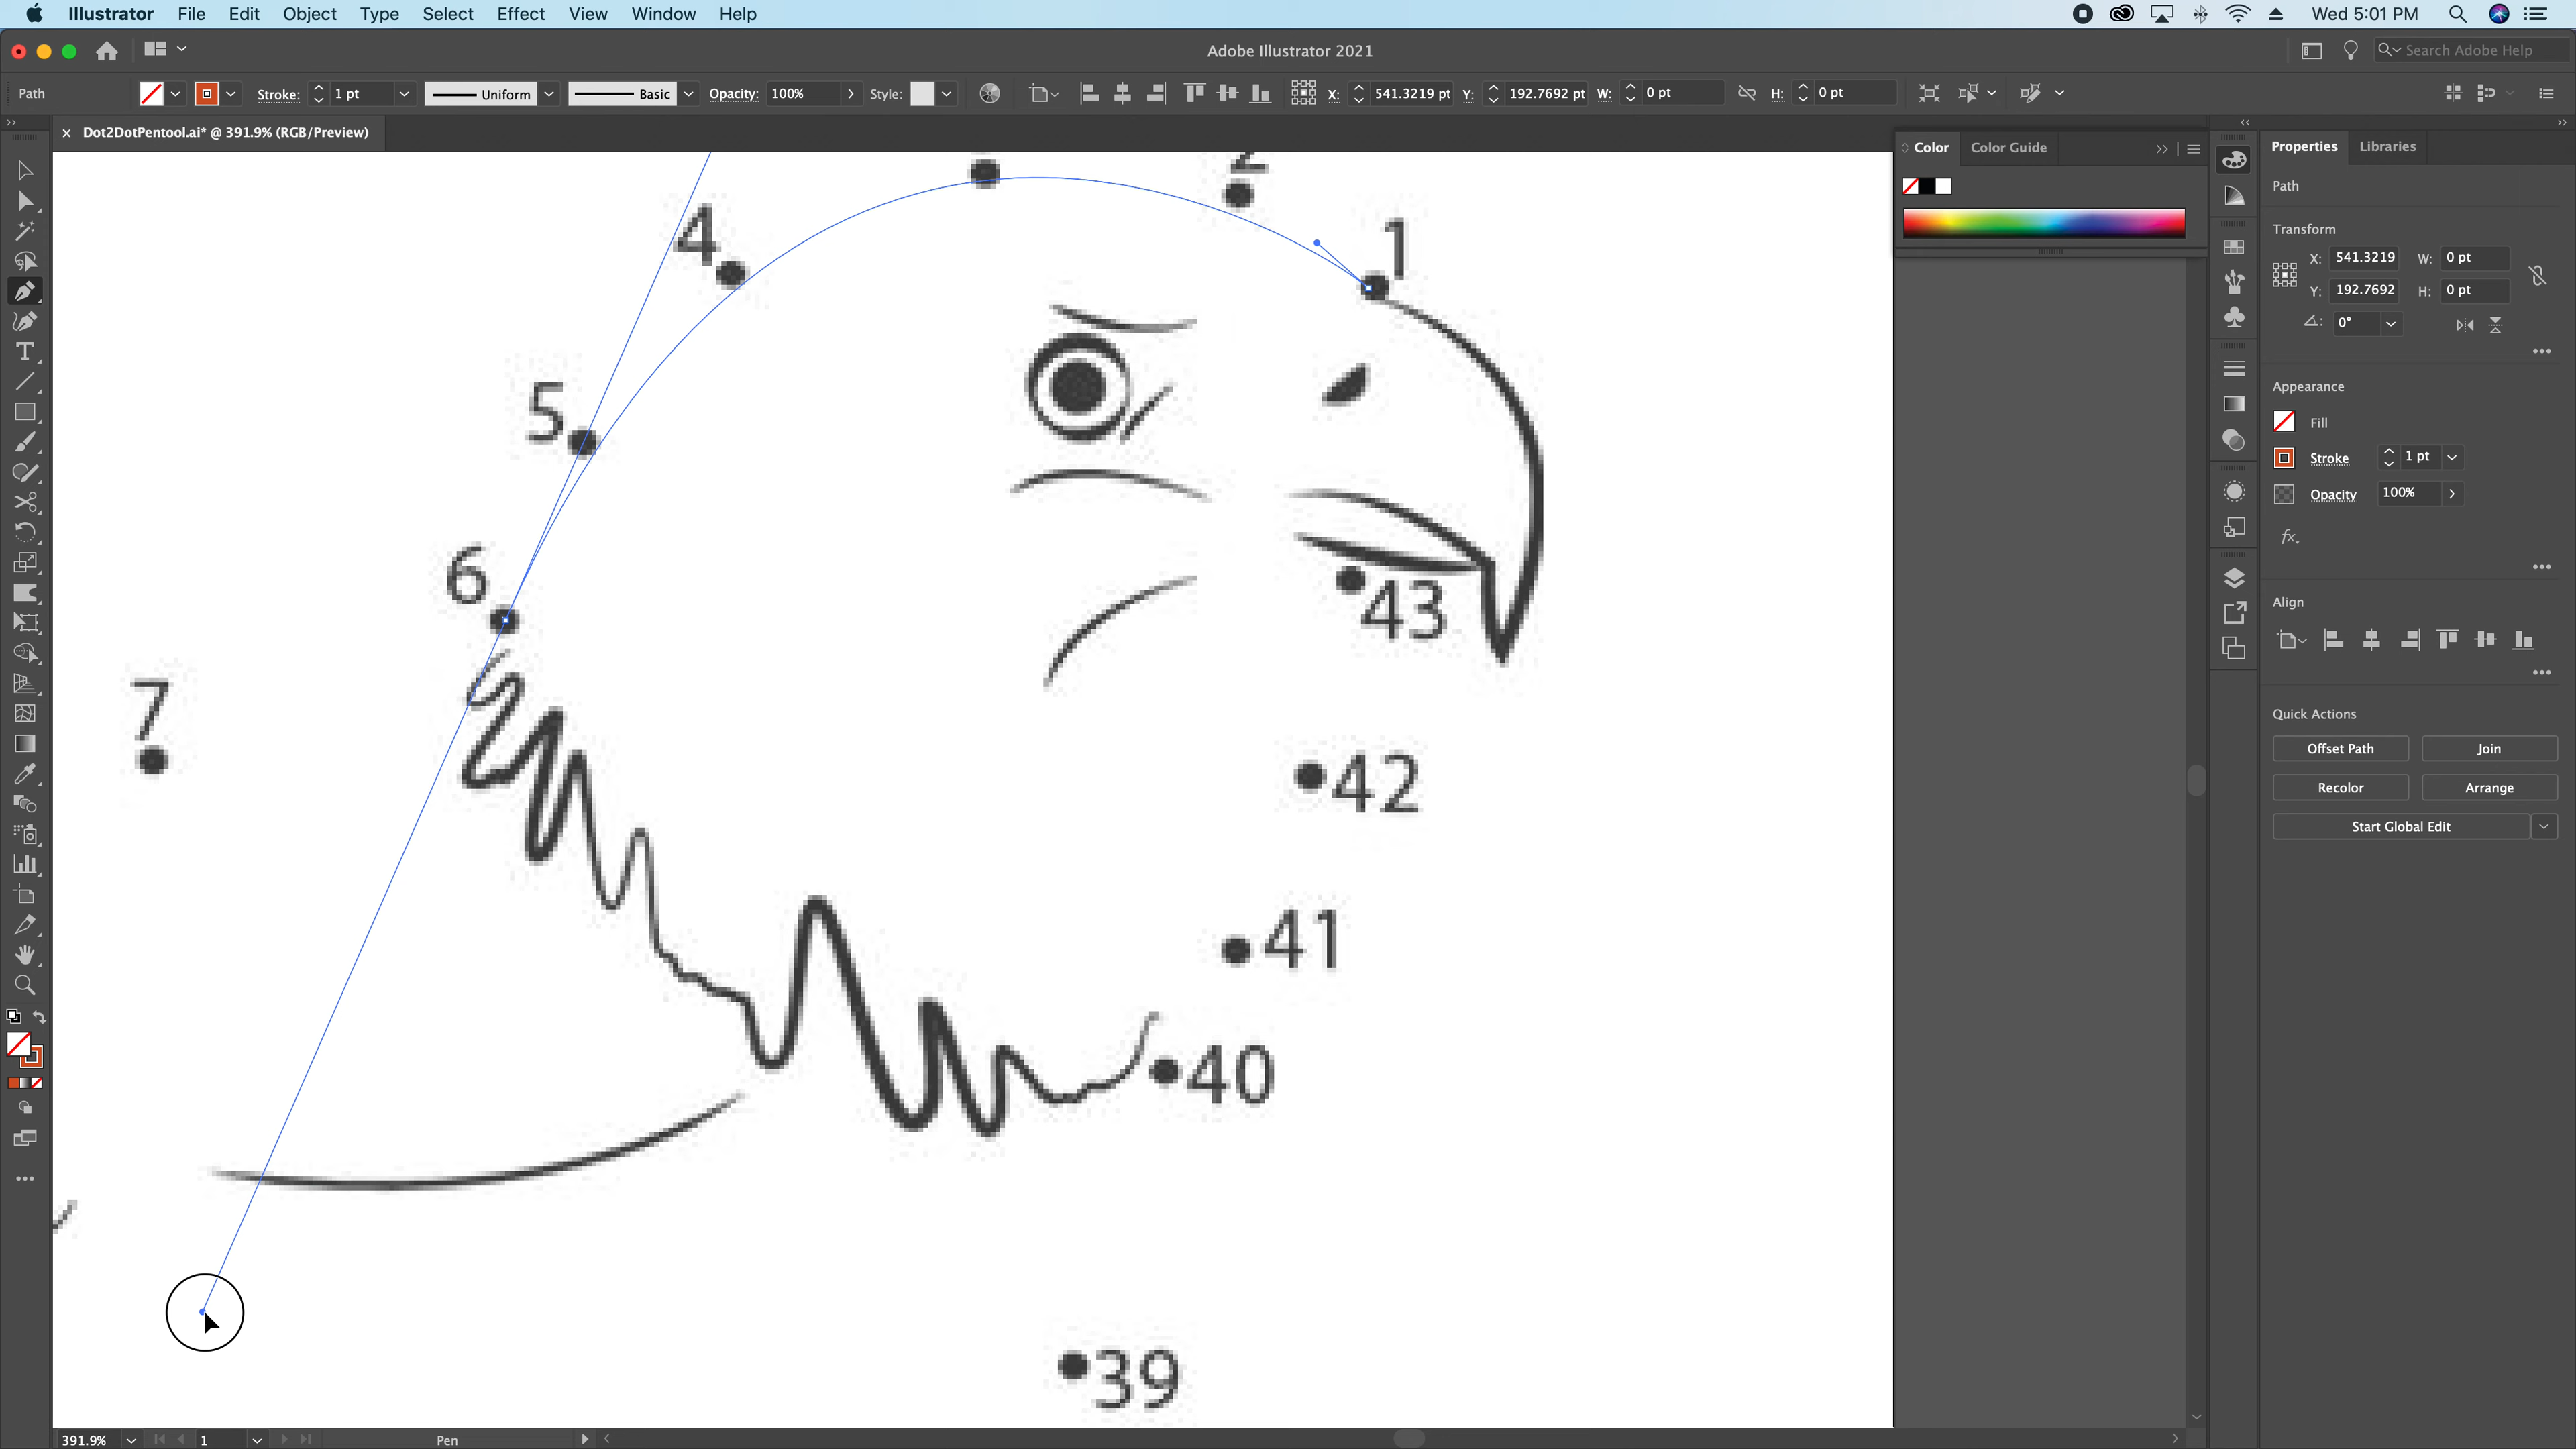 Illustrator File Edit Object Type Select Effect View Window Help Wed 5:01 PM
Adobe Illustrator 2021 Search Adobe Help
Path Stroke: 1 pt Uniform Basic Opacity: 100% Style: X: 541.3219 pt Y: 192.7692 pt W: 0 pt H: 0 pt
Dot2DotPentool.ai* @ 391.9% (RGB/Preview)
Color Color Guide
Properties Libraries
Path
Transform
X: 541.3219 W: 0 pt
Y: 192.7692 H: 0 pt
0°
Appearance
Fill
Stroke 1 pt
Opacity 100%
fx
Align
Quick Actions
Offset Path Join
Recolor Arrange
Start Global Edit
2
1
4
5
6
7
43
42
41
40
39
391.9% 1 Pen